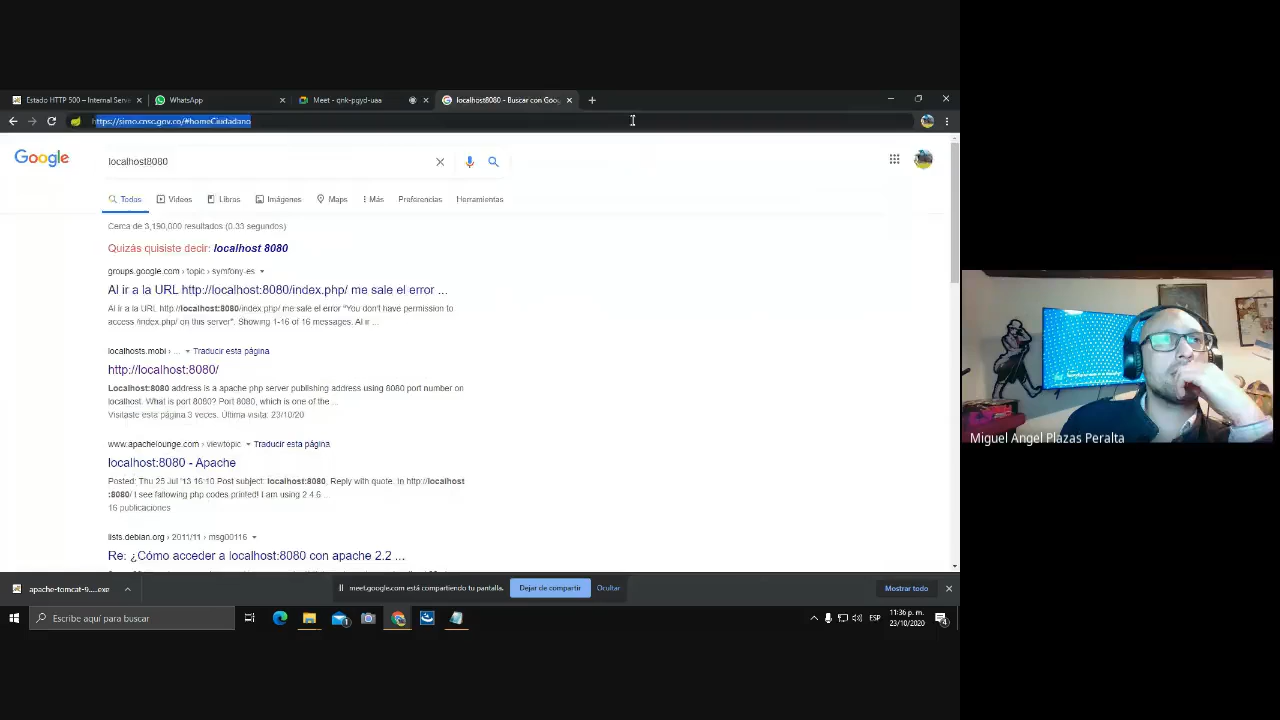 Estado HTTP 500 – Internal Serve
WhatsApp
Meet - qnk-pgyd-uaa
localhost8080 - Buscar con Goog
https://simo.cnsc.gov.co/#homeCiudadano
Google
localhost8080
Todas
Vídeos
Libros
Imágenes
Maps
Más
Preferencias
Herramientas
Cerca de 3,190,000 resultados (0.33 segundos)
Quizás quisiste decir: localhost 8080
groups.google.com › topic › symfony-es
Al ir a la URL http://localhost:8080/index.php/ me sale el error ...
Al ir a la URL http://localhost:8080/index.php/ me sale el error "You don't have permission to
access /index.php/ on this server". Showing 1-16 of 16 messages. Al ir ...
localhosts.mobi › ... Traducir esta página
http://localhost:8080/
Localhost:8080 address is a apache php server publishing address using 8080 port number on
localhost. What is port 8080? Port 8080, which is one of the ...
Visitaste esta página 3 veces. Última visita: 23/10/20
www.apachelounge.com › viewtopic Traducir esta página
localhost:8080 - Apache
Posted: Thu 25 Jul '13 16:10 Post subject: localhost:8080, Reply with quote. In http://localhost
:8080/ I see fallowing php codes printed! I am using 2.4.6 ...
16 publicaciones
lists.debian.org › 2011/11 › msg00116
Re: ¿Cómo acceder a localhost:8080 con apache 2.2 ...
apache-tomcat-9....exe
meet.google.com está compartiendo tu pantalla.
Dejar de compartir
Ocultar
Mostrar todo
Escribe aquí para buscar
ESP
11:36 p. m.
23/10/2020
4
Miguel Angel Plazas Peralta